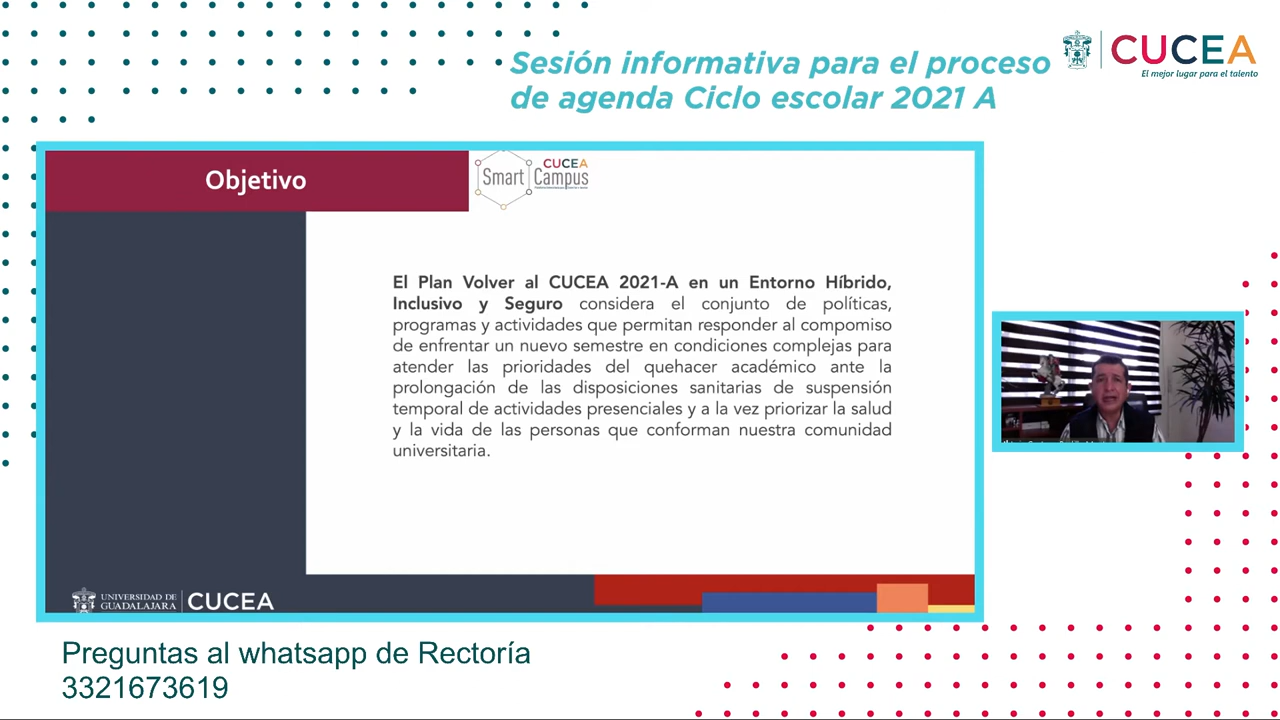 Sesión informativa para el proceso
de agenda Ciclo escolar 2021 A
CUCEA
El mejor lugar para el talento
Objetivo
CUCEA
Smart Campus
El Plan Volver al CUCEA 2021-A en un Entorno Híbrido,
Inclusivo y Seguro considera el conjunto de políticas,
programas y actividades que permitan responder al compomiso
de enfrentar un nuevo semestre en condiciones complejas para
atender las prioridades del quehacer académico ante la
prolongación de las disposiciones sanitarias de suspensión
temporal de actividades presenciales y a la vez priorizar la salud
y la vida de las personas que conforman nuestra comunidad
universitaria.
UNIVERSIDAD DE
GUADALAJARA
CUCEA
Preguntas al whatsapp de Rectoría
3321673619